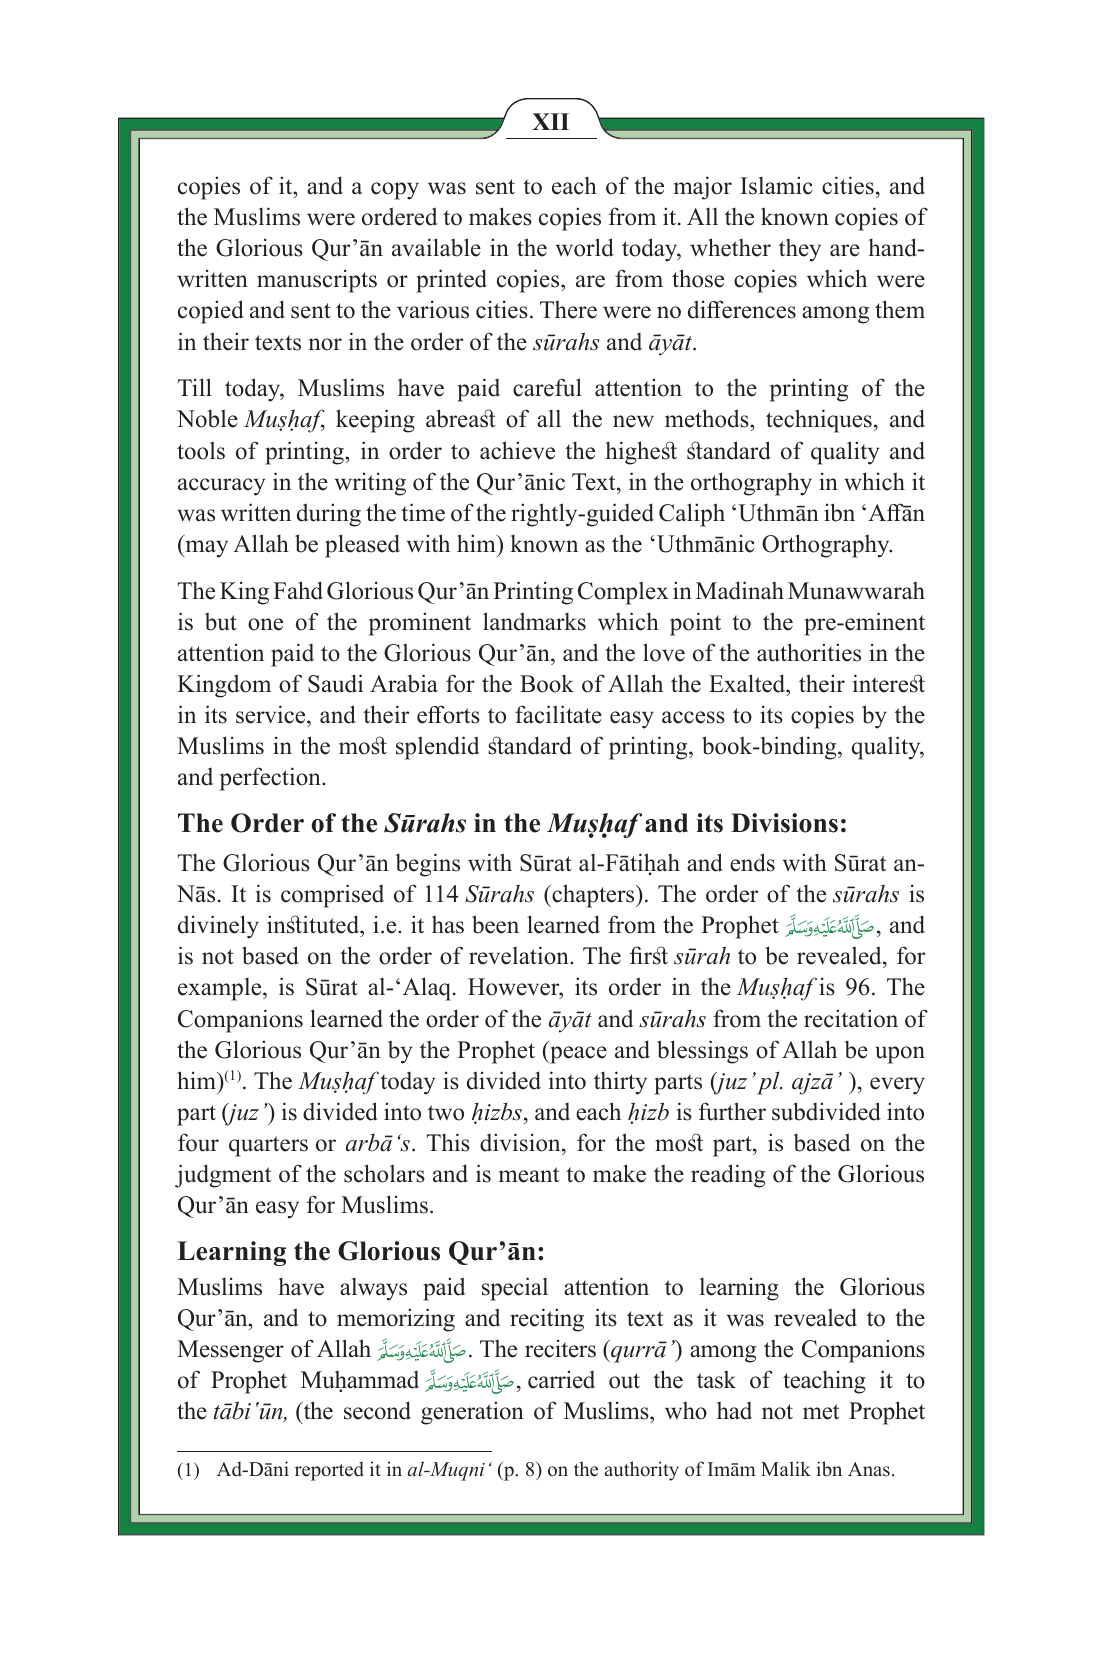 XII
copies of it, and a copy was sent to each of the major Islamic cities, and
the Muslims were ordered to makes copies from it. All the known copies of
the Glorious Qur’ān available in the world today, whether they are hand-
written manuscripts or printed copies, are from those copies which were
copied and sent to the various cities. There were no differences among them
in their texts nor in the order of the sūrahs and āyāt.
Till today, Muslims have paid careful attention to the printing of the
Noble Muṣḥaf, keeping abreast of all the new methods, techniques, and
tools of printing, in order to achieve the highest standard of quality and
accuracy in the writing of the Qur’ānic Text, in the orthography in which it
was written during the time of the rightly-guided Caliph ‘Uthmān ibn ‘Affān
(may Allah be pleased with him) known as the ‘Uthmānic Orthography.
The King Fahd Glorious Qur’ān Printing Complex in Madinah Munawwarah
is but one of the prominent landmarks which point to the pre-eminent
attention paid to the Glorious Qur’ān, and the love of the authorities in the
Kingdom of Saudi Arabia for the Book of Allah the Exalted, their interest
in its service, and their efforts to facilitate easy access to its copies by the
Muslims in the most splendid standard of printing, book-binding, quality,
and perfection.
The Order of the Sūrahs in the Muṣḥaf and its Divisions:
The Glorious Qur’ān begins with Sūrat al-Fātiḥah and ends with Sūrat an-
Nās. It is comprised of 114 Sūrahs (chapters). The order of the sūrahs is
divinely instituted, i.e. it has been learned from the Prophet صَلَّى اللَّهُ عَلَيْهِ وَسَلَّمَ, and
is not based on the order of revelation. The first sūrah to be revealed, for
example, is Sūrat al-‘Alaq. However, its order in the Muṣḥaf is 96. The
Companions learned the order of the āyāt and sūrahs from the recitation of
the Glorious Qur’ān by the Prophet (peace and blessings of Allah be upon
him)⁽¹⁾. The Muṣḥaf today is divided into thirty parts (juz’ pl. ajzā’ ), every
part (juz’) is divided into two ḥizbs, and each ḥizb is further subdivided into
four quarters or arbā‘s. This division, for the most part, is based on the
judgment of the scholars and is meant to make the reading of the Glorious
Qur’ān easy for Muslims.
Learning the Glorious Qur’ān:
Muslims have always paid special attention to learning the Glorious
Qur’ān, and to memorizing and reciting its text as it was revealed to the
Messenger of Allah صَلَّى اللَّهُ عَلَيْهِ وَسَلَّمَ. The reciters (qurrā’) among the Companions
of Prophet Muḥammad صَلَّى اللَّهُ عَلَيْهِ وَسَلَّمَ, carried out the task of teaching it to
the tābi‘ūn, (the second generation of Muslims, who had not met Prophet
(1) Ad-Dāni reported it in al-Muqni‘ (p. 8) on the authority of Imām Malik ibn Anas.